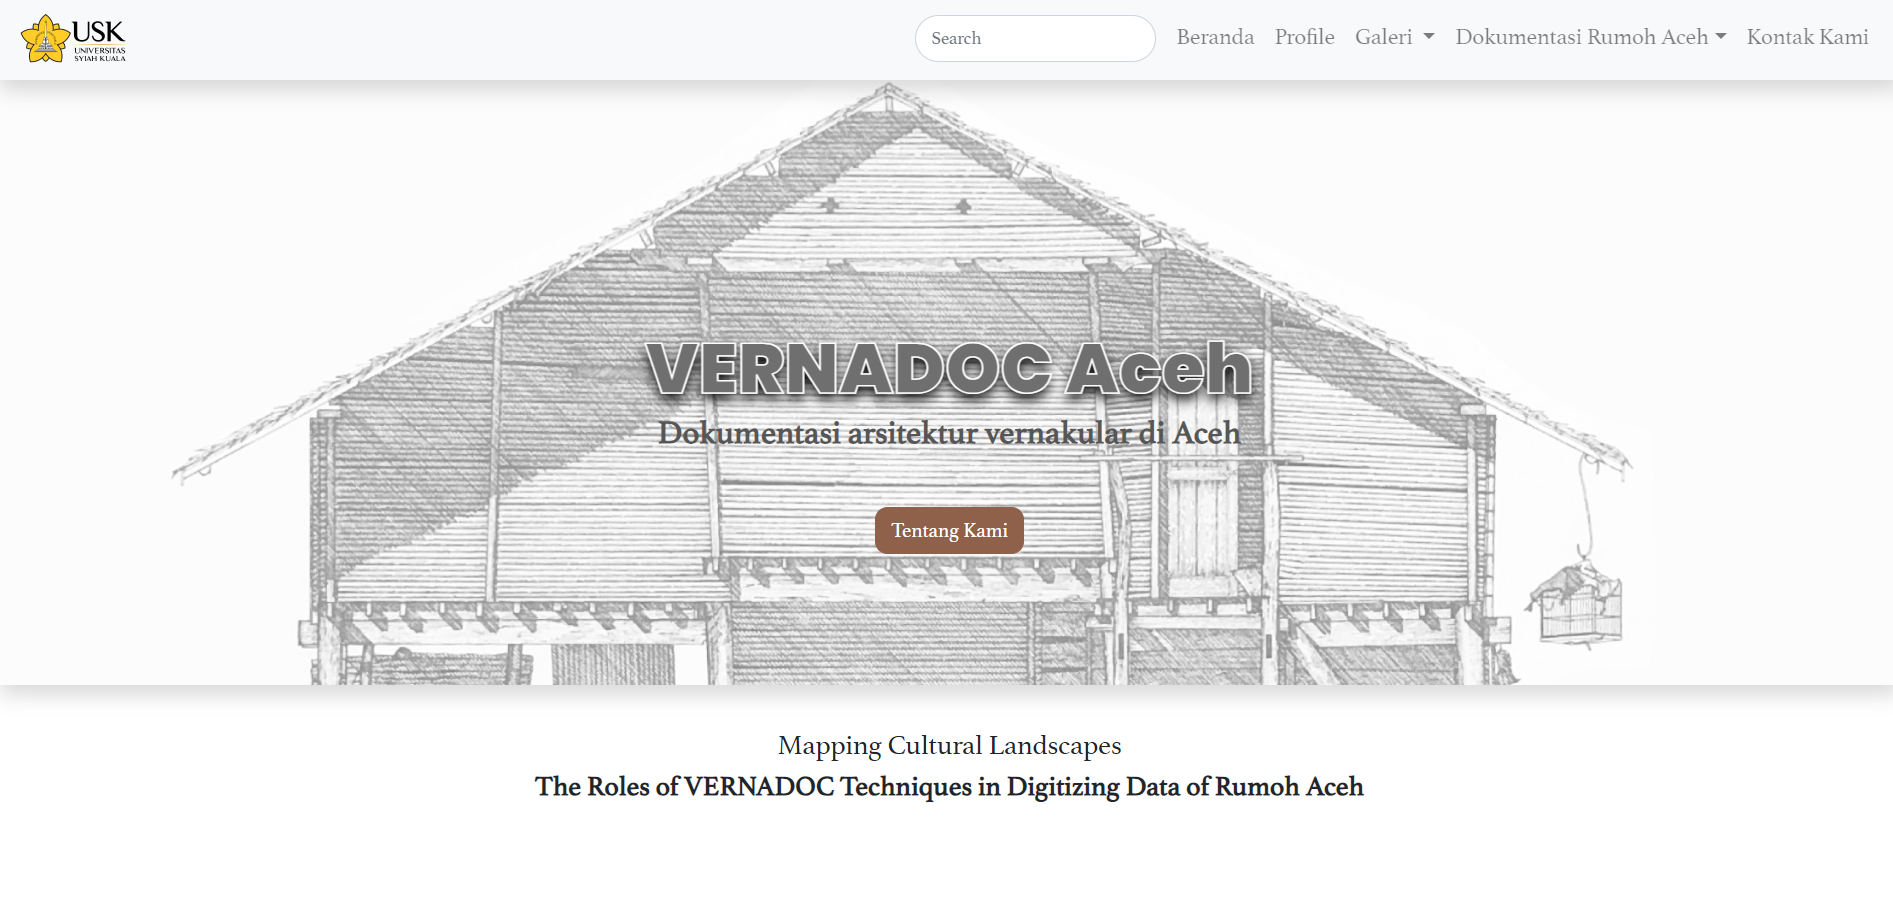 USK
UNIVERSITAS
SYIAH KUALA
Search
Beranda
Profile
Galeri
Dokumentasi Rumoh Aceh
Kontak Kami
VERNADOC Aceh
Dokumentasi arsitektur vernakular di Aceh
Tentang Kami
Mapping Cultural Landscapes
The Roles of VERNADOC Techniques in Digitizing Data of Rumoh Aceh